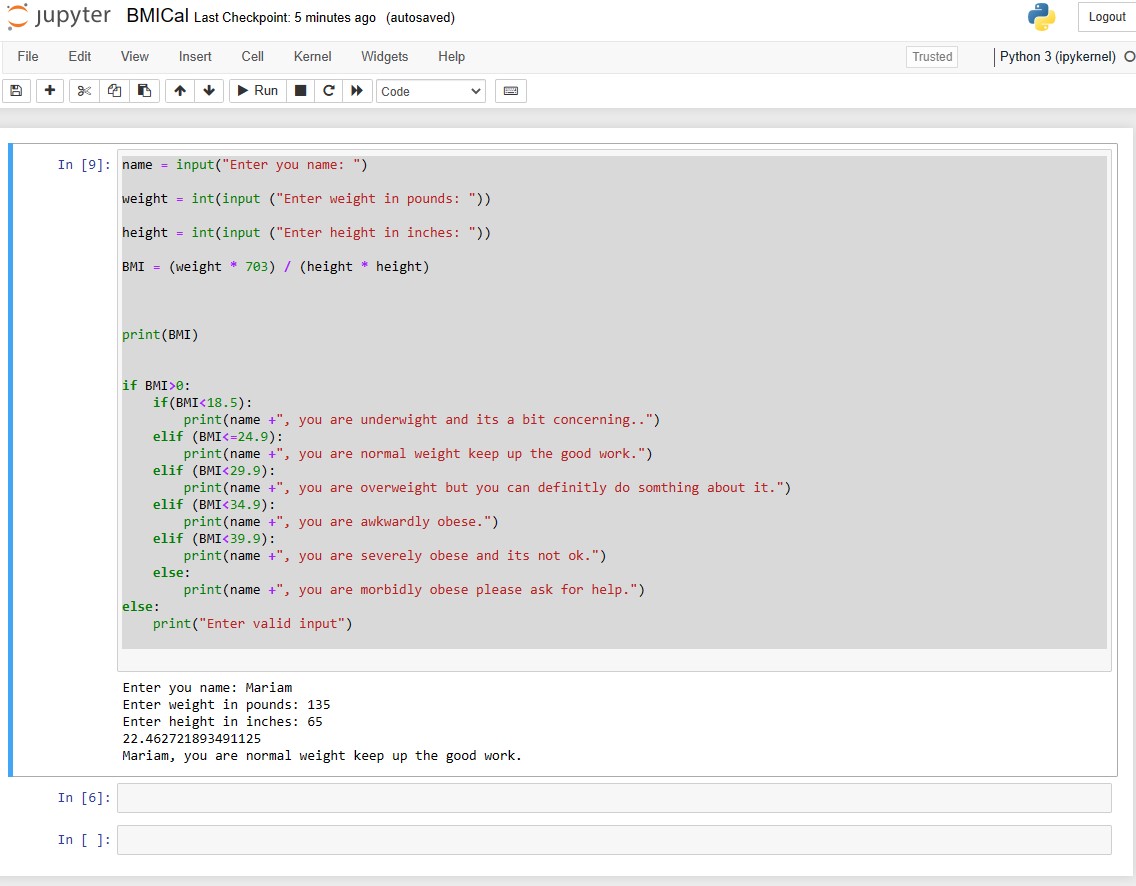 jupyter BMICal Last Checkpoint: 5 minutes ago (autosaved)
Logout
File Edit View Insert Cell Kernel Widgets Help
Trusted
Python 3 (ipykernel)
Run
Code
In [9]:
name = input("Enter you name: ")
weight = int(input ("Enter weight in pounds: "))
height = int(input ("Enter height in inches: "))
BMI = (weight * 703) / (height * height)
print(BMI)
if BMI>0:
    if(BMI<18.5):
        print(name +", you are underwight and its a bit concerning..")
    elif (BMI<=24.9):
        print(name +", you are normal weight keep up the good work.")
    elif (BMI<29.9):
        print(name +", you are overweight but you can definitly do somthing about it.")
    elif (BMI<34.9):
        print(name +", you are awkwardly obese.")
    elif (BMI<39.9):
        print(name +", you are severely obese and its not ok.")
    else:
        print(name +", you are morbidly obese please ask for help.")
else:
    print("Enter valid input")
Enter you name: Mariam
Enter weight in pounds: 135
Enter height in inches: 65
22.462721893491125
Mariam, you are normal weight keep up the good work.
In [6]:
In [ ]: